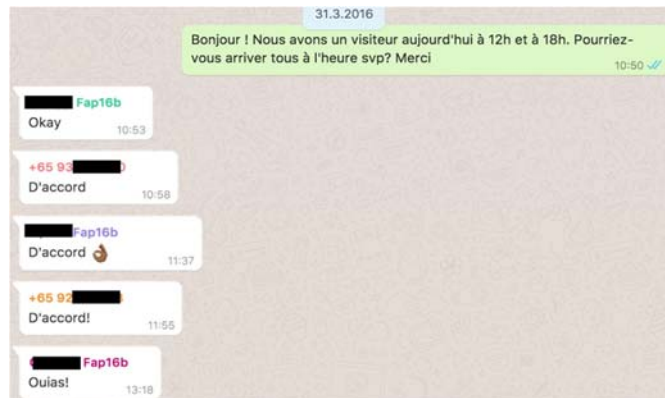 31.3.2016
Bonjour ! Nous avons un visiteur aujourd'hui à 12h et à 18h. Pourriez-
vous arriver tous à l'heure svp? Merci
10:50
Fap16b
Okay
10:53
+65 93
D'accord
10:58
Fap16b
D'accord 👌🏾
11:37
+65 92
D'accord!
11:55
Fap16b
Ouias!
13:18